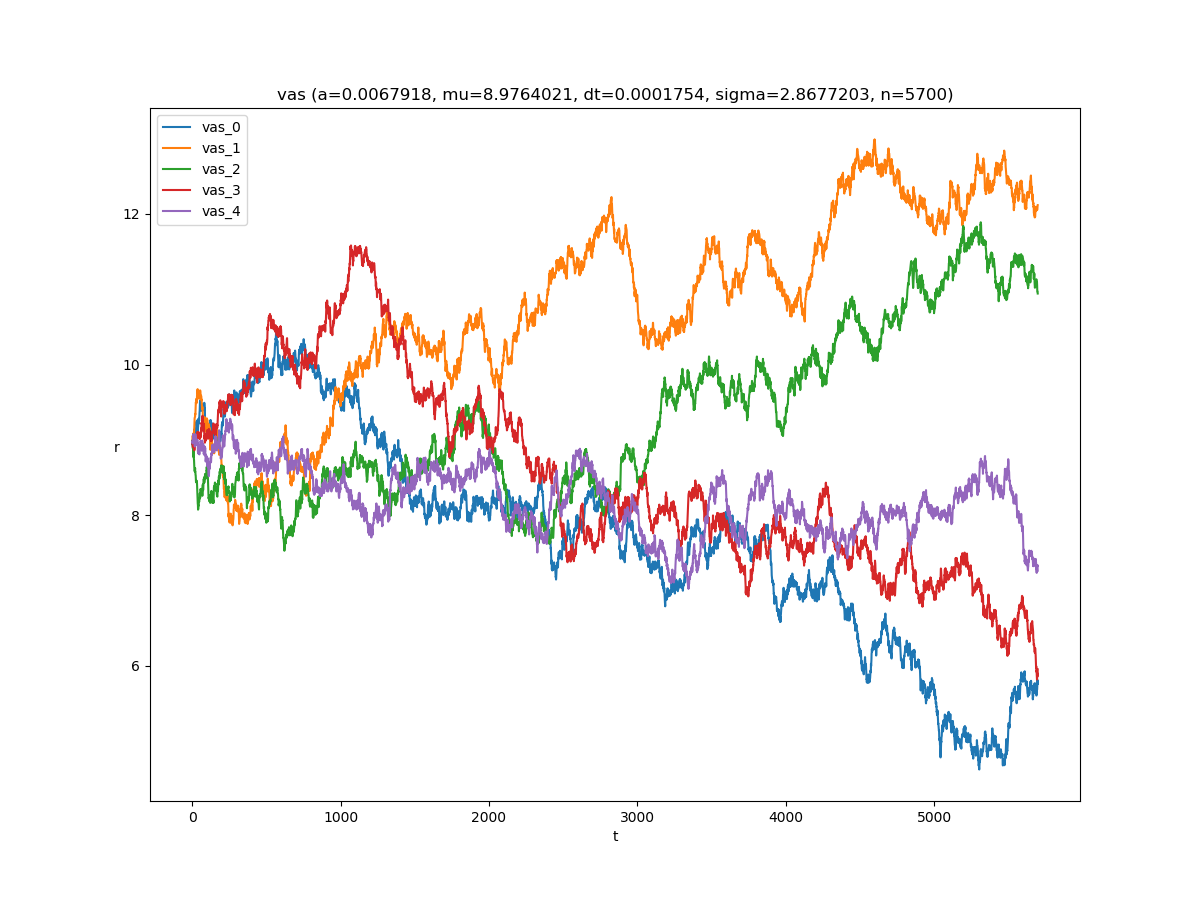 vas (a=0.0067918, mu=8.9764021, dt=0.0001754, sigma=2.8677203, n=5700)
vas_0
vas_1
vas_2
vas_3
vas_4
12
10
8
6
r
0 1000 2000 3000 4000 5000
t